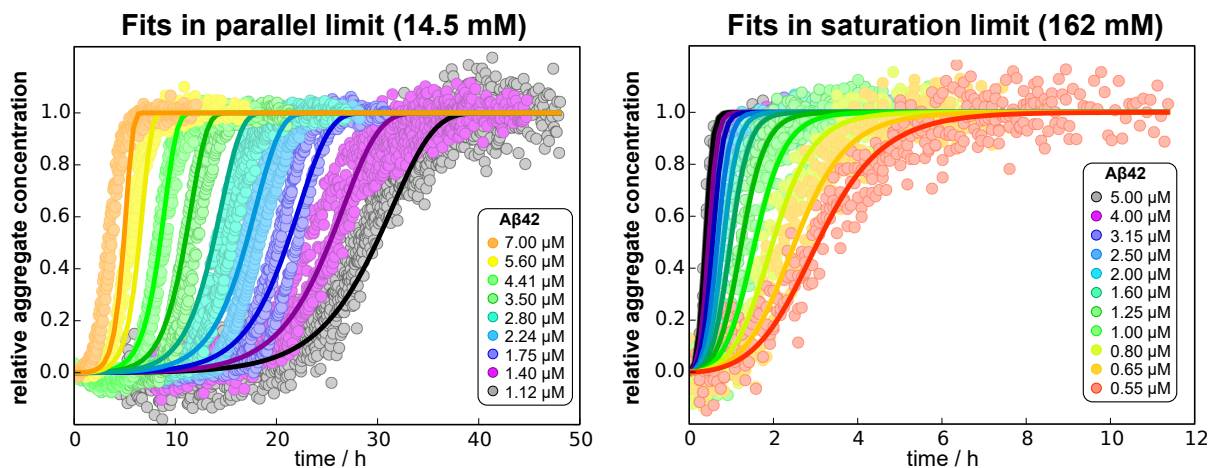 Fits in parallel limit (14.5 mM)
relative aggregate concentration
1.0
0.8
0.6
0.4
0.2
0.0
Aβ42
7.00 µM
5.60 µM
4.41 µM
3.50 µM
2.80 µM
2.24 µM
1.75 µM
1.40 µM
1.12 µM
0 10 20 30 40 50
time / h
Fits in saturation limit (162 mM)
relative aggregate concentration
1.0
0.8
0.6
0.4
0.2
0.0
Aβ42
5.00 µM
4.00 µM
3.15 µM
2.50 µM
2.00 µM
1.60 µM
1.25 µM
1.00 µM
0.80 µM
0.65 µM
0.55 µM
0 2 4 6 8 10 12
time / h